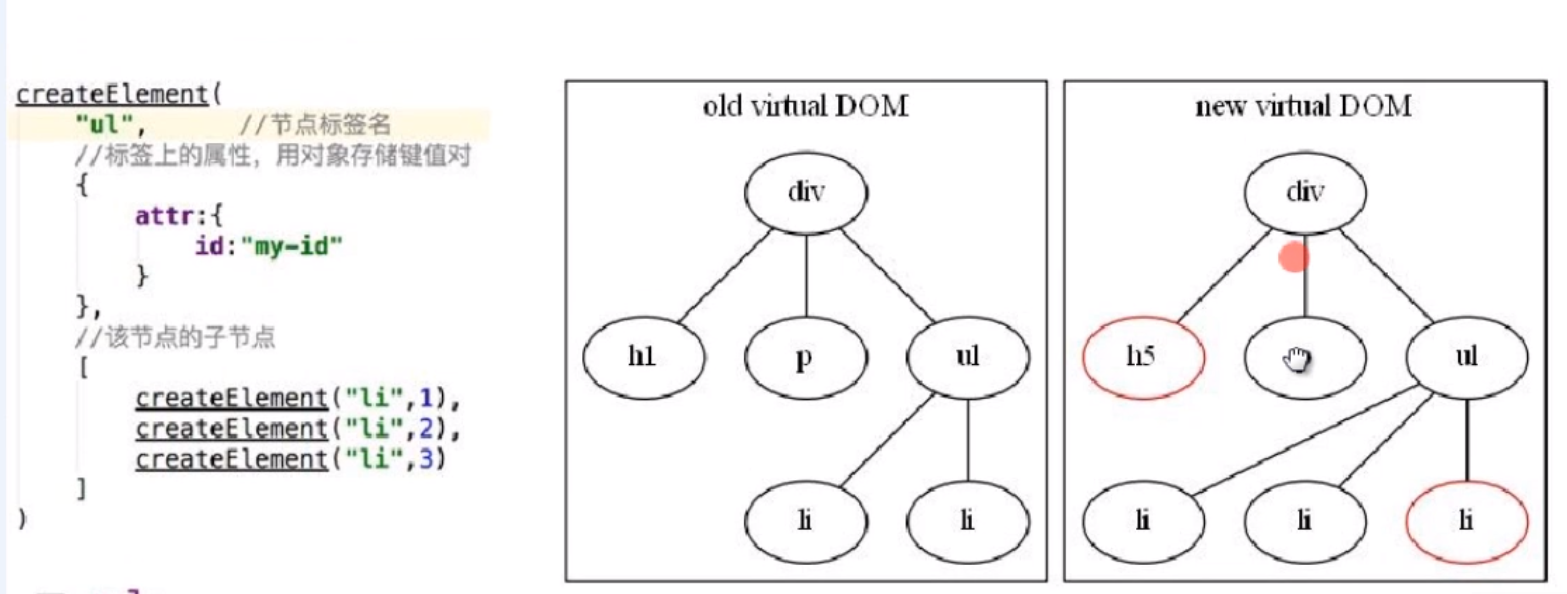 createElement(
"ul", //节点标签名
//标签上的属性，用对象存储键值对
{
attr:{
id:"my-id"
}
},
//该节点的子节点
[
createElement("li",1),
createElement("li",2),
createElement("li",3)
]
)
old virtual DOM
div
h1 p ul
li li
new virtual DOM
div
h5 ul
li li li